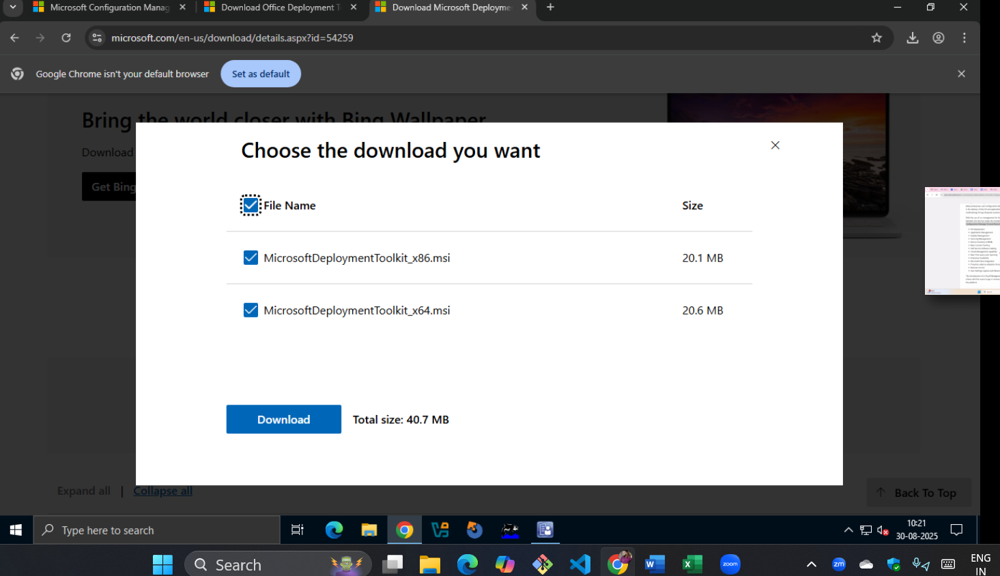 Microsoft Configuration Manag
Download Office Deployment T
Download Microsoft Deployme
microsoft.com/en-us/download/details.aspx?id=54259
Google Chrome isn't your default browser
Set as default
Bring the world closer with Bing Wallpaper
Download
Get Bing
Choose the download you want
File Name
Size
MicrosoftDeploymentToolkit_x86.msi
20.1 MB
MicrosoftDeploymentToolkit_x64.msi
20.6 MB
Download
Total size: 40.7 MB
Expand all | Collapse all
Back To Top
Type here to search
10:21
30-08-2025
Search
W
X
zoom
zm
ENG
IN